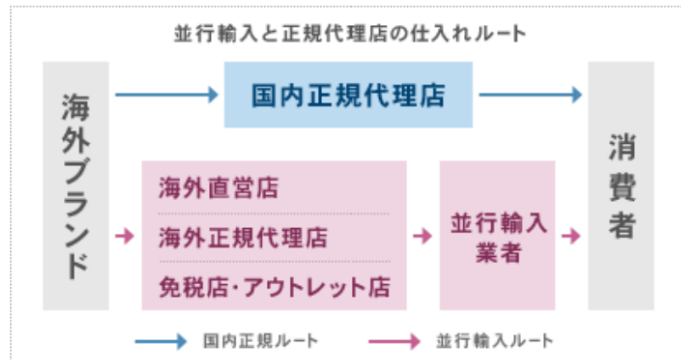 並行輸入と正規代理店の仕入れルート
海外ブランド
国内正規代理店
海外直営店
海外正規代理店
免税店・アウトレット店
並行輸入
業者
消費者
国内正規ルート
並行輸入ルート